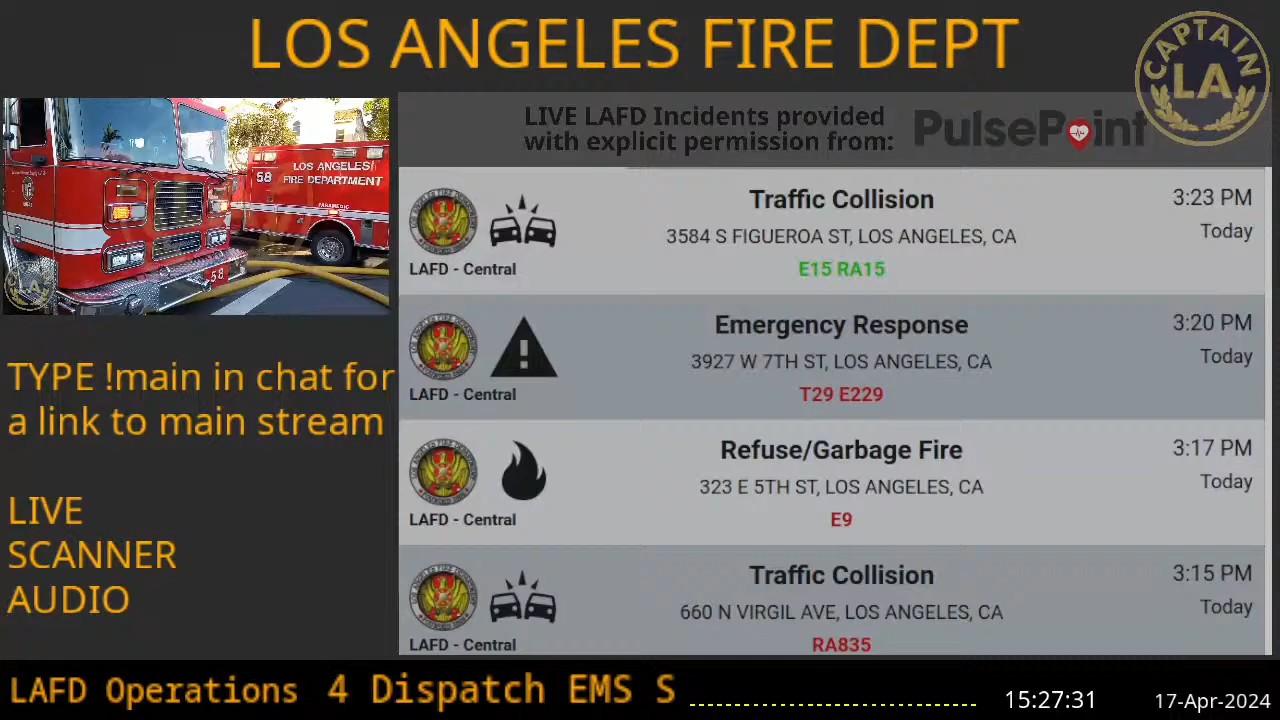 LOS ANGELES FIRE DEPT
CAPTAIN
LA
LIVE LAFD Incidents provided
with explicit permission from:
PulsePoint
58
LOS ANGELES
FIRE DEPARTMENT
PARAMEDIC
58
Traffic Collision
3584 S FIGUEROA ST, LOS ANGELES, CA
E15 RA15
LAFD - Central
3:23 PM
Today
Emergency Response
3927 W 7TH ST, LOS ANGELES, CA
T29 E229
LAFD - Central
3:20 PM
Today
Refuse/Garbage Fire
323 E 5TH ST, LOS ANGELES, CA
E9
LAFD - Central
3:17 PM
Today
Traffic Collision
660 N VIRGIL AVE, LOS ANGELES, CA
RA835
LAFD - Central
3:15 PM
Today
TYPE !main in chat for
a link to main stream
LIVE
SCANNER
AUDIO
LAFD Operations 4 Dispatch EMS S
15:27:31
17-Apr-2024